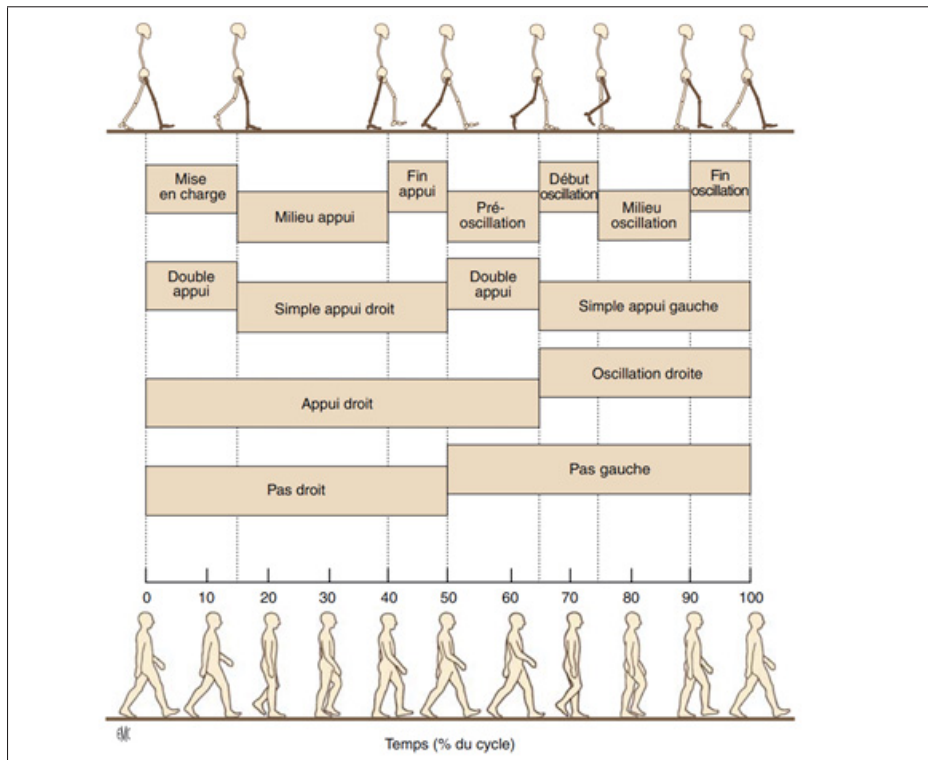 Mise
en charge
Milieu appui
Fin
appui
Pré-
oscillation
Début
oscillation
Milieu
oscillation
Fin
oscillation
Double
appui
Simple appui droit
Double
appui
Simple appui gauche
Oscillation droite
Appui droit
Pas gauche
Pas droit
0 10 20 30 40 50 60 70 80 90 100
EMC
Temps (% du cycle)